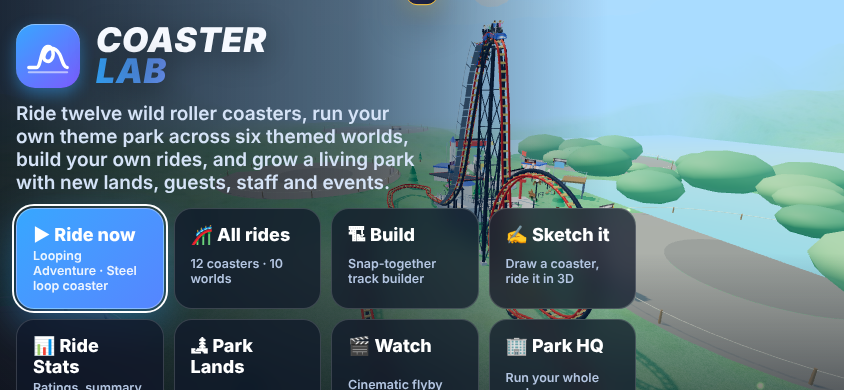 COASTER
LAB
Ride twelve wild roller coasters, run your
own theme park across six themed worlds,
build your own rides, and grow a living park
with new lands, guests, staff and events.
▶ Ride now
Looping
Adventure · Steel
loop coaster
All rides
12 coasters · 10
worlds
Build
Snap-together
track builder
Sketch it
Draw a coaster,
ride it in 3D
Ride
Stats
Ratings, summary
Park
Lands
Watch
Cinematic flyby
Park HQ
Run your whole